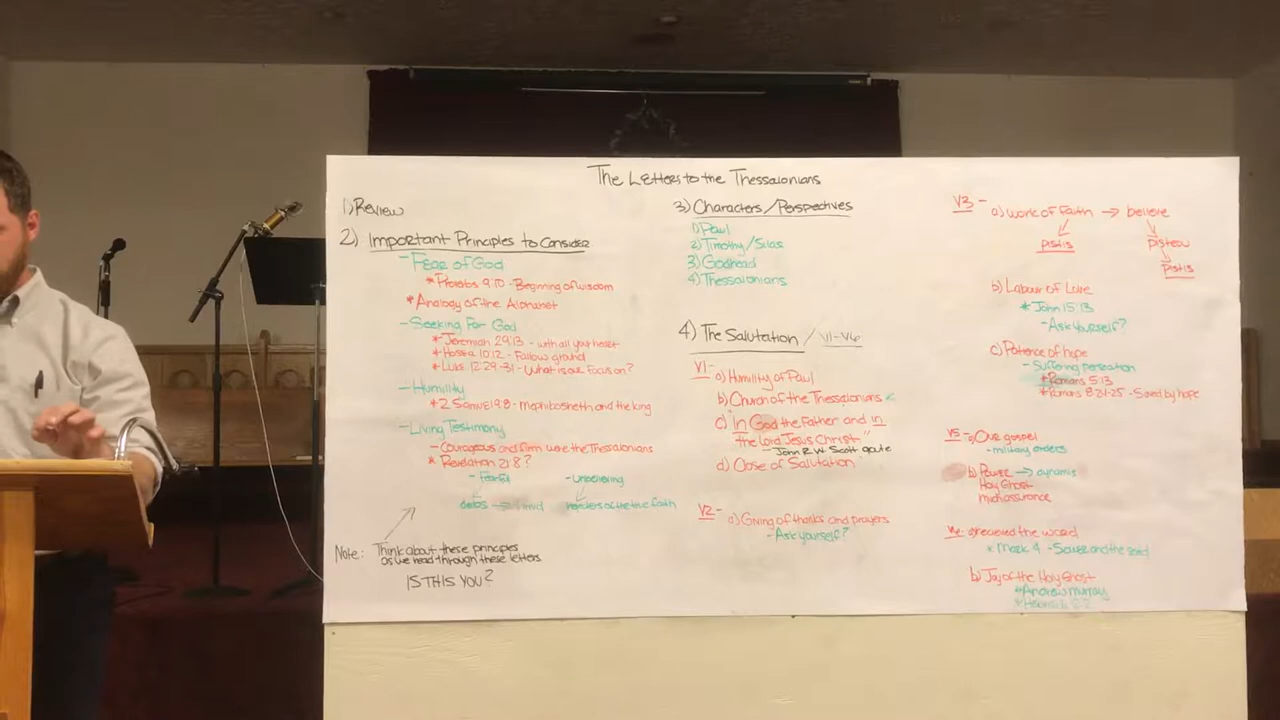 The Letters to the Thessalonians
1) Review
2) Important Principles to Consider
- Fear of God
* Proverbs 9:10 - Beginning of wisdom
* Analogy of the Alphabet
- Seeking For God
* Jeremiah 29:13 - with all your heart
* Hosea 10:12 - Fallow ground
* Luke 12:29-31 - What is our Focus on?
- Humility
* 2 Samuel 9:8 - Mephibosheth and the king
- Living Testimony
- Courageous and firm were the Thessalonians
* Revelation 21:8?
- Fearful
- Unbelieving
timid
of the faith
Note: Think about these principles
as we read through these letters
IS THIS YOU?
3) Characters/Perspectives
1) Paul
2) Timothy/Silas
3) Godhead
4) Thessalonians
4) The Salutation / V1-V6
V1- a) Humility of Paul
b) Church of the Thessalonians
c) In God the Father and in
the Lord Jesus Christ
- John R.W. Scott quote
d) Close of Salutation
V2- a) Giving of thanks and prayers
- Ask yourself?
V3- a) Work of Faith → believe
pistis
pisteuo
pistis
b) Labour of Love
* John 15:13
- Ask yourself?
c) Patience of hope
- Suffering persecution
* Romans 5:13
* Romans 8:24-25 - Saved by hope
V5- a) Our gospel
- military orders
b) Power → dynamis
Holy Ghost
much assurance
a) received the word
* Mark 4 - Sower and the seed
b) Joy of the Holy Ghost
* Andrew Murray